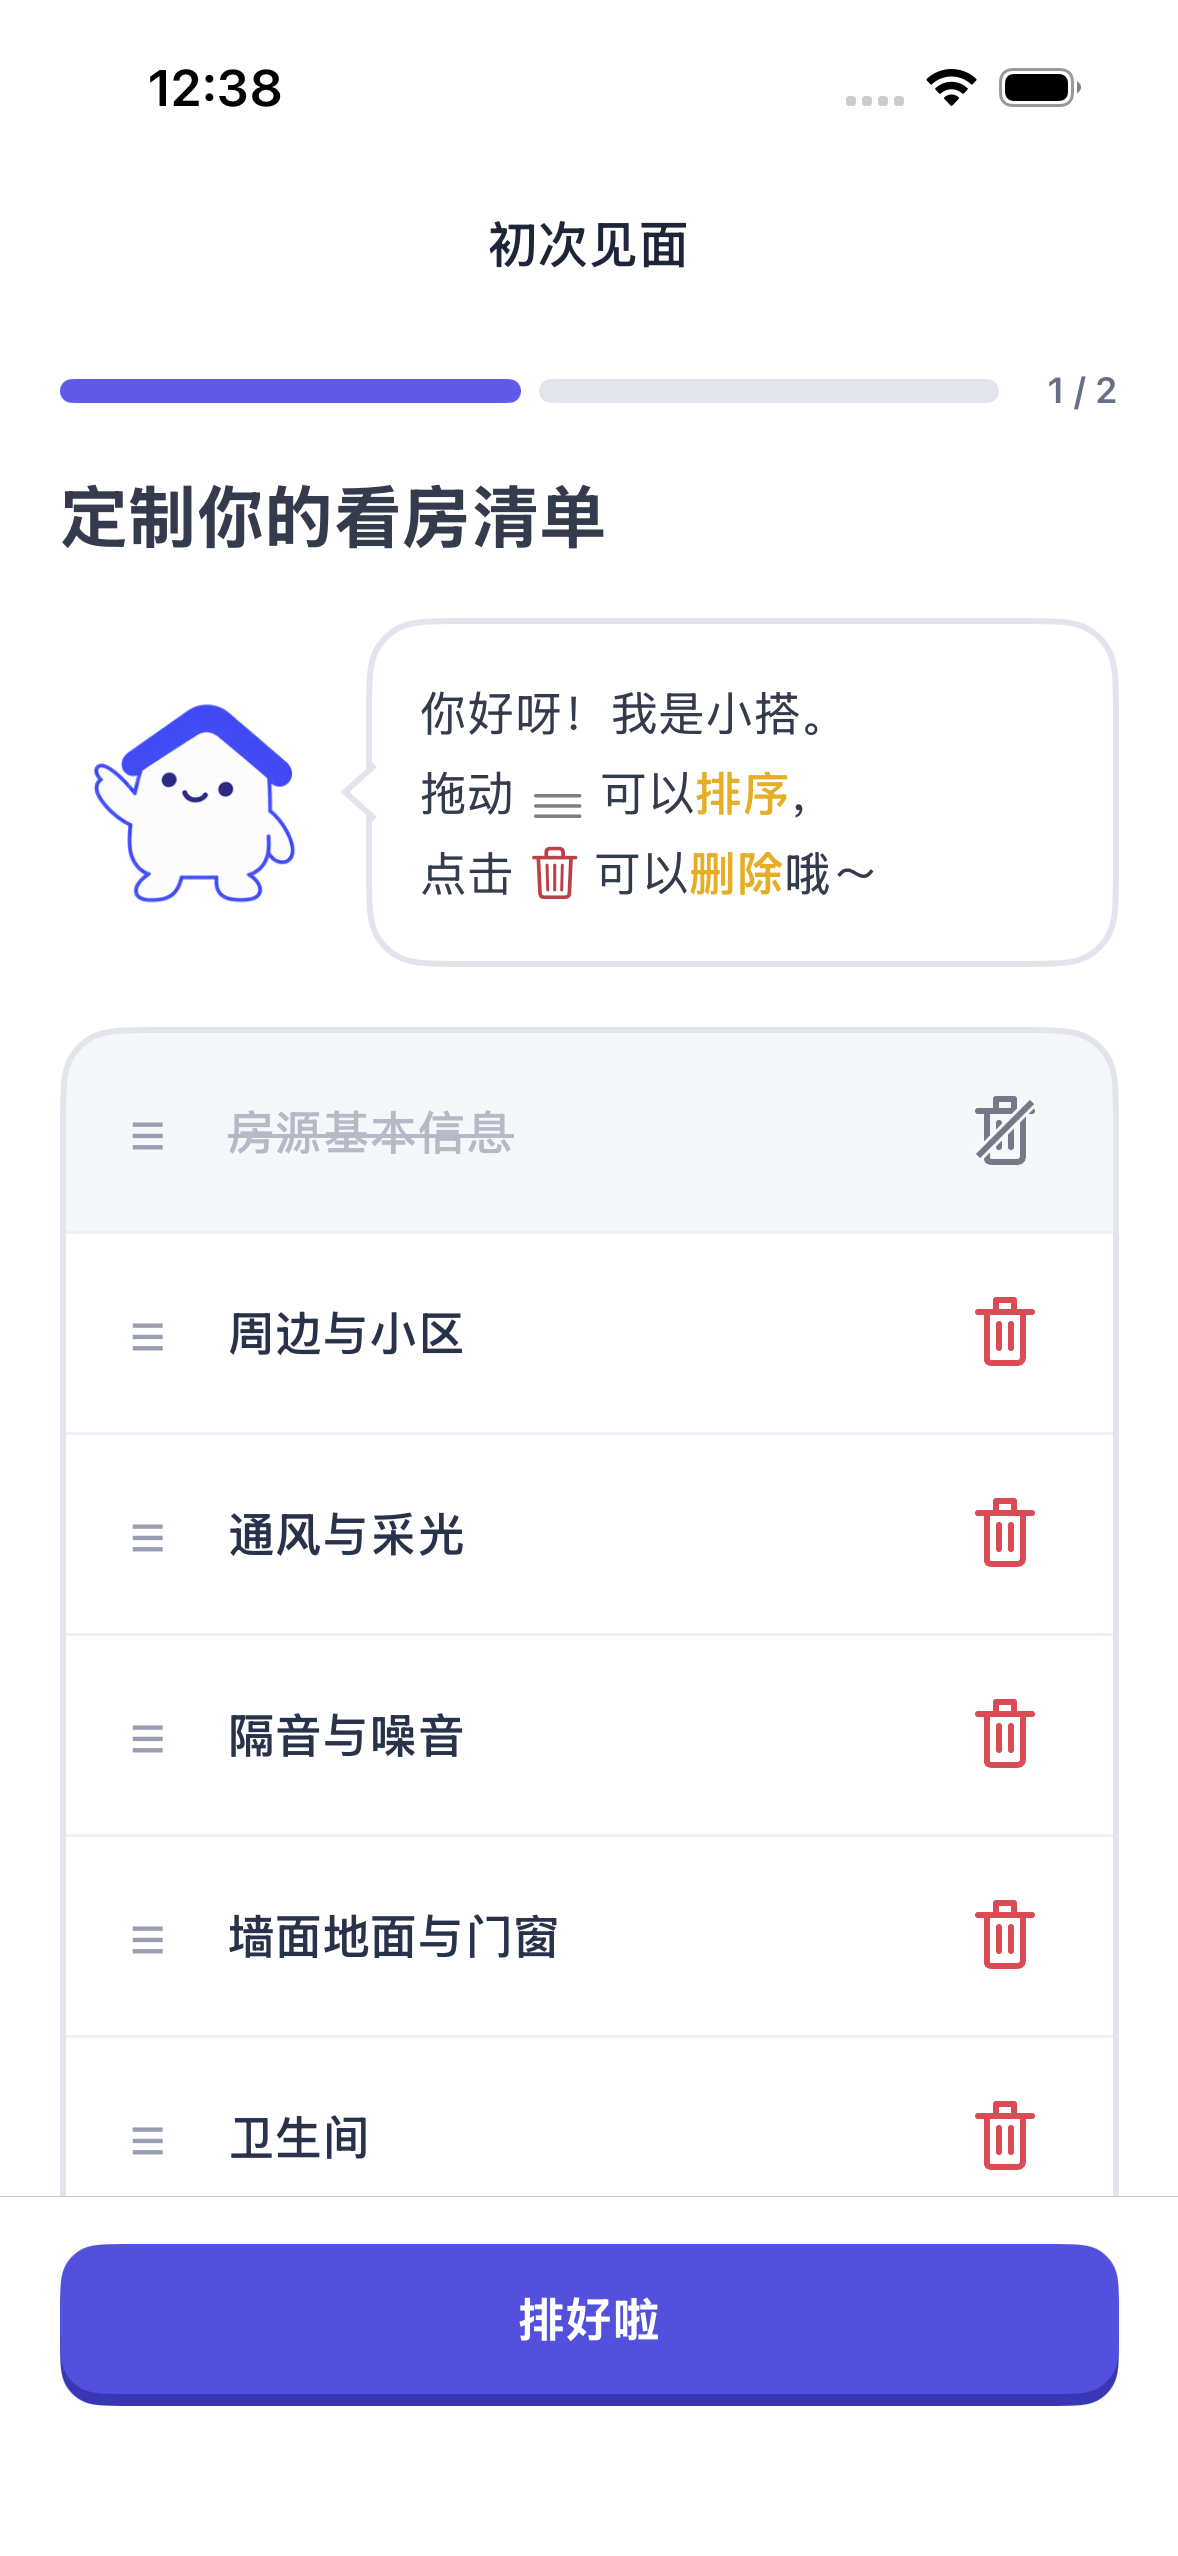 12:38
初次见面
1 / 2
定制你的看房清单
你好呀！我是小搭。
拖动 可以排序，
点击 可以删除哦～
房源基本信息
周边与小区
通风与采光
隔音与噪音
墙面地面与门窗
卫生间
排好啦